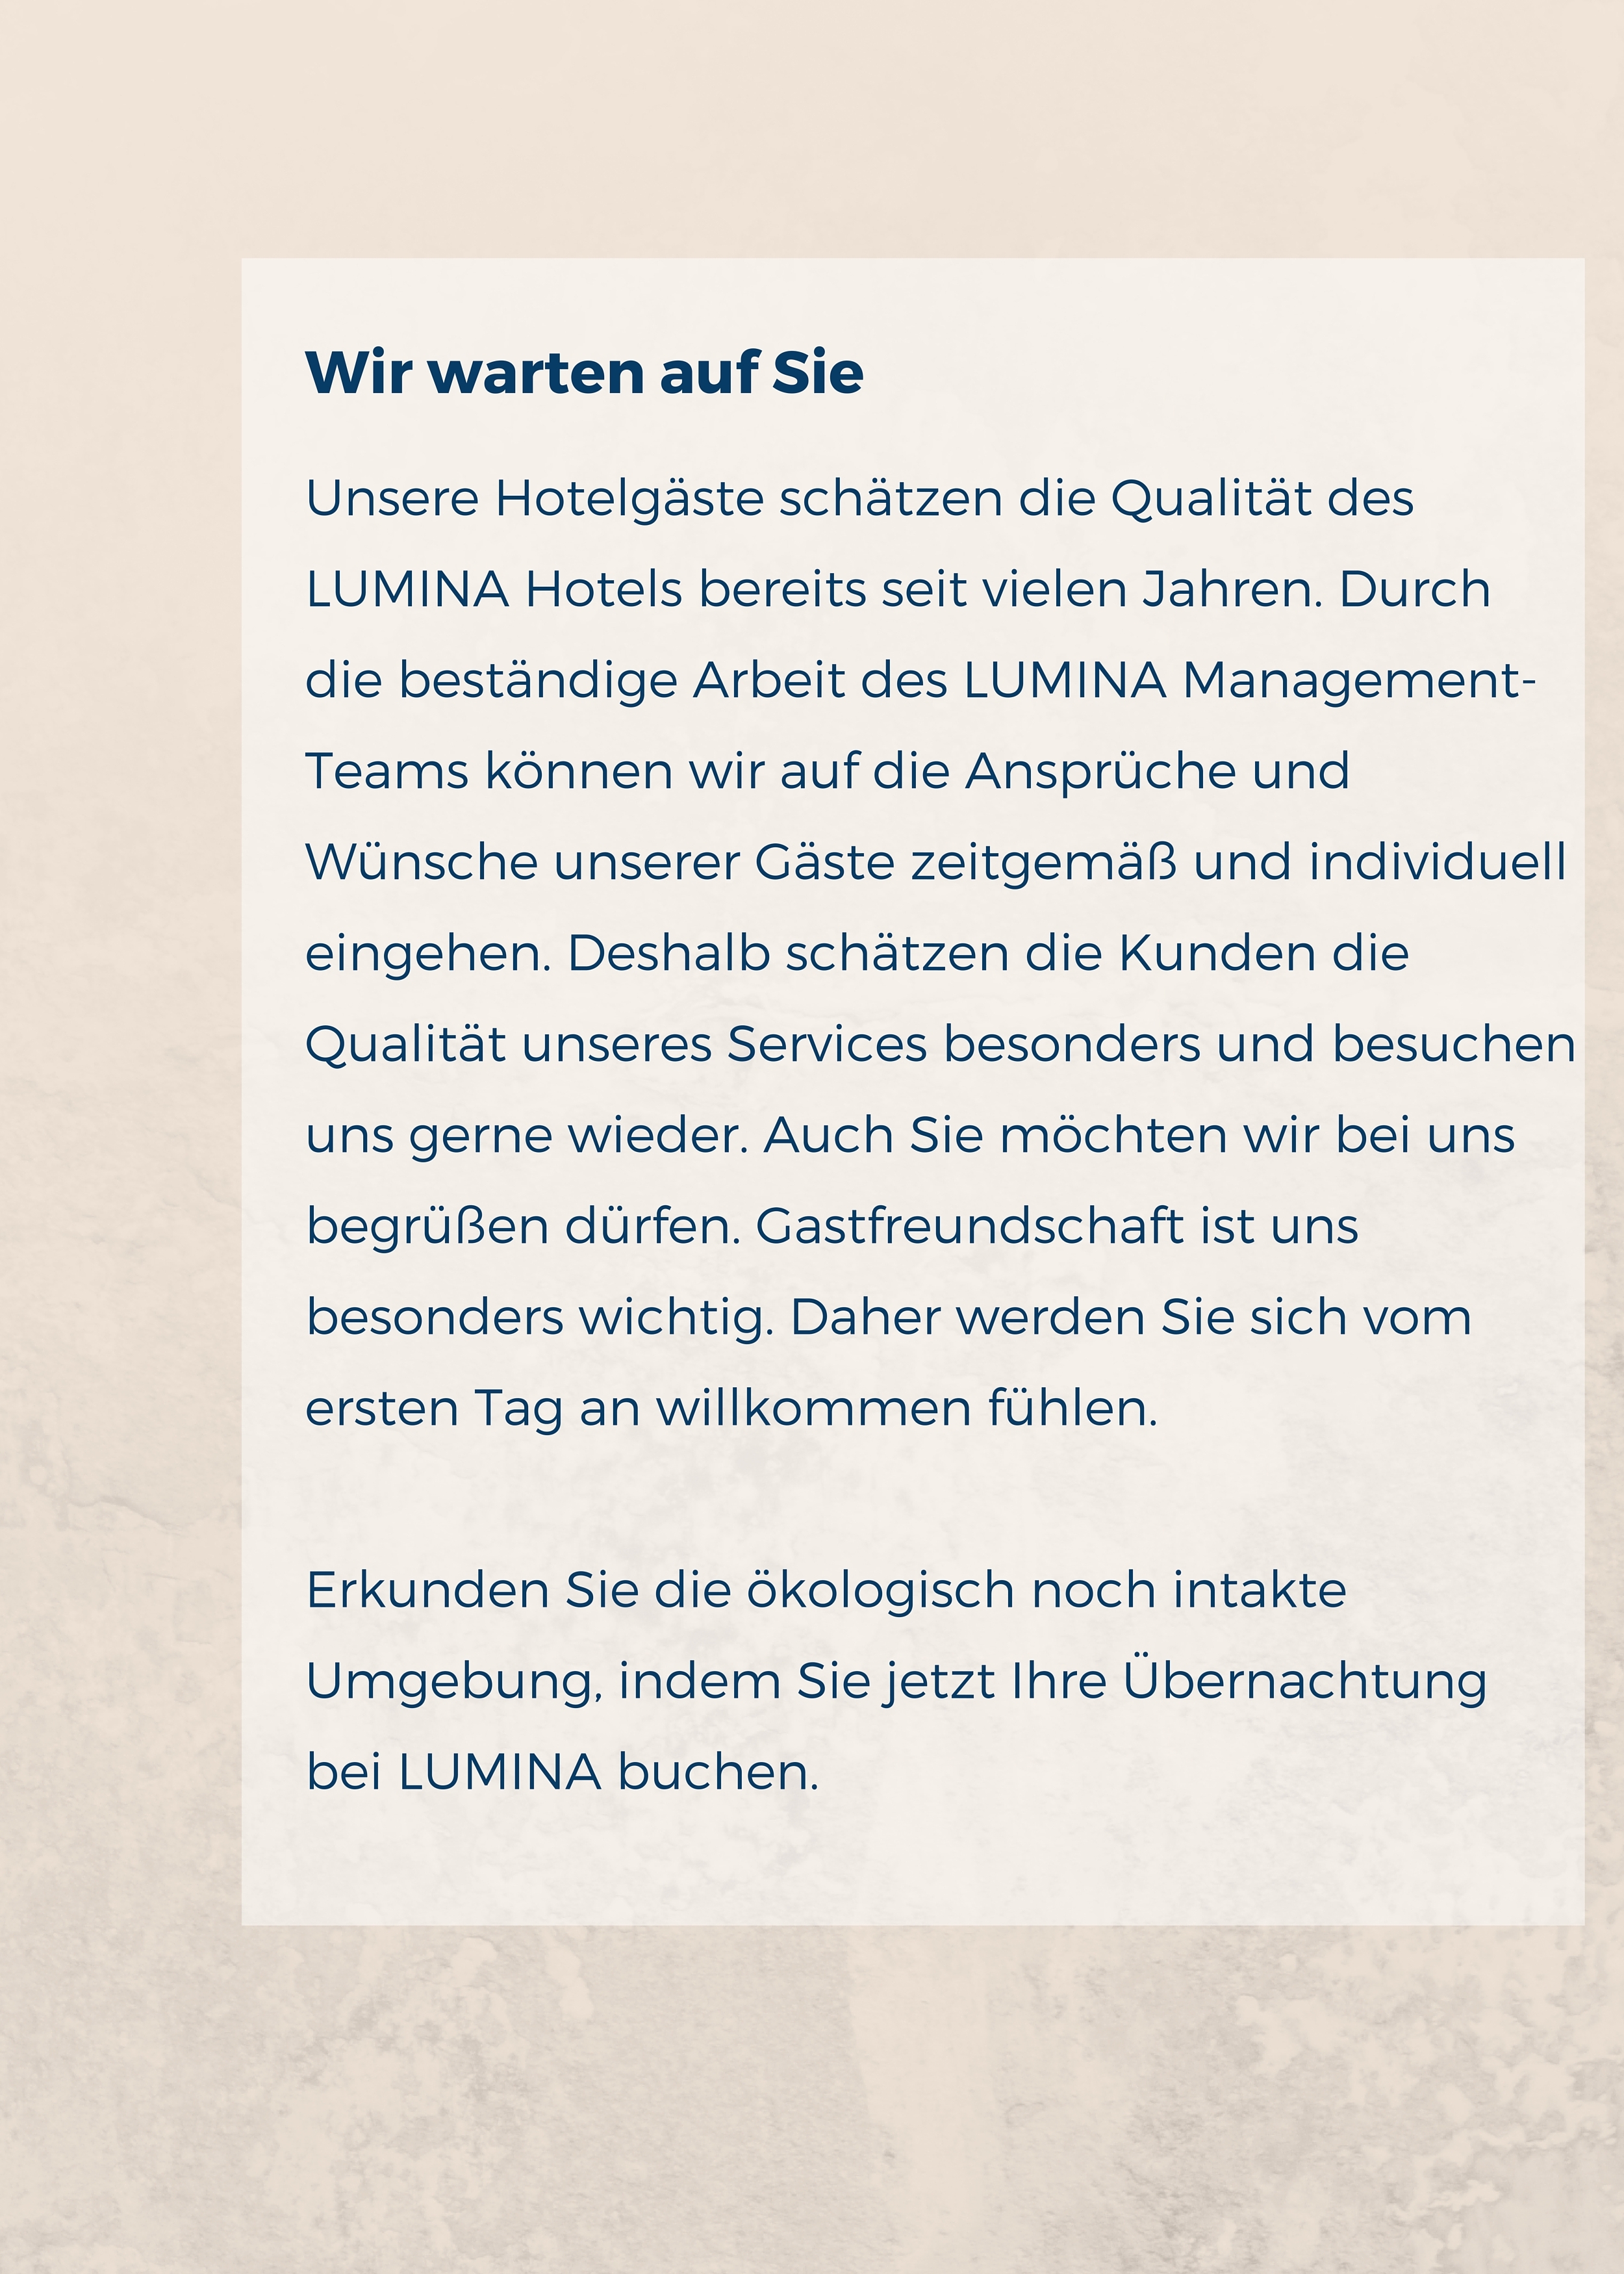 Wir warten auf Sie
Unsere Hotelgäste schätzen die Qualität des
LUMINA Hotels bereits seit vielen Jahren. Durch
die beständige Arbeit des LUMINA Management-
Teams können wir auf die Ansprüche und
Wünsche unserer Gäste zeitgemäß und individuell
eingehen. Deshalb schätzen die Kunden die
Qualität unseres Services besonders und besuchen
uns gerne wieder. Auch Sie möchten wir bei uns
begrüßen dürfen. Gastfreundschaft ist uns
besonders wichtig. Daher werden Sie sich vom
ersten Tag an willkommen fühlen.
Erkunden Sie die ökologisch noch intakte
Umgebung, indem Sie jetzt Ihre Übernachtung
bei LUMINA buchen.